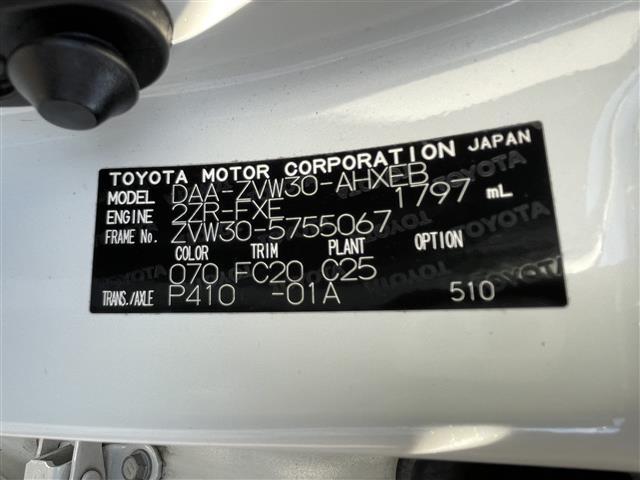 TOYOTA MOTOR CORPORATION JAPAN
MODEL DAA-ZVW30-AHXEB
ENGINE 2ZR-FXE 1797 mL
FRAME No. ZVW30-5755067
COLOR TRIM PLANT OPTION
070 FC20 C25
TRANS./AXLE P410 -01A 510